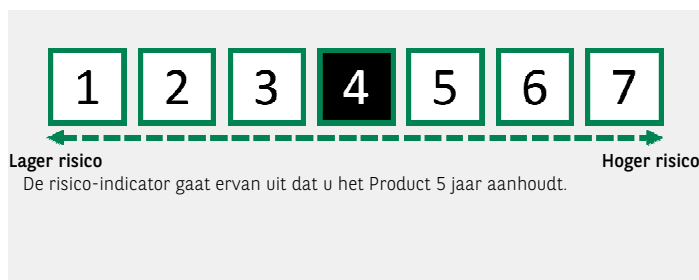 1 2 3 4 5 6 7
Lager risico Hoger risico
De risico-indicator gaat ervan uit dat u het Product 5 jaar aanhoudt.